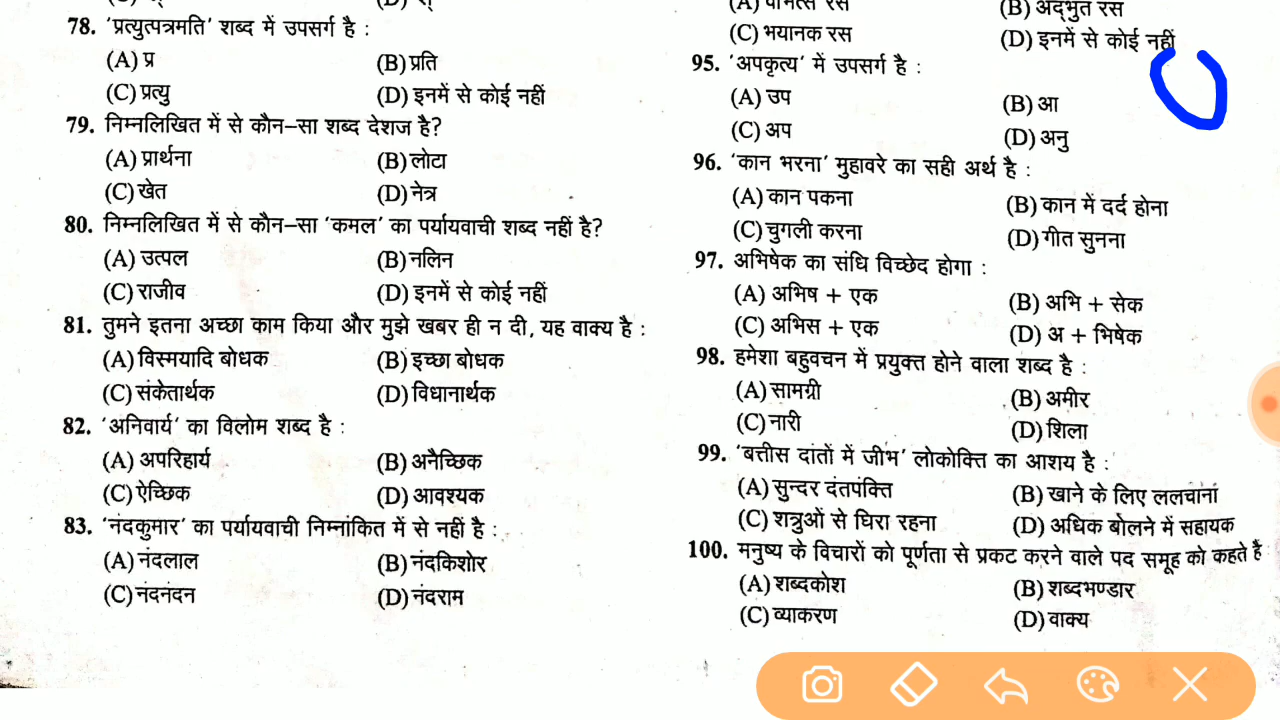 78. 'प्रत्युत्पत्रमति' शब्द में उपसर्ग है :
(A) प्र (B) प्रति
(C) प्रत्यु (D) इनमें से कोई नहीं
79. निम्नलिखित में से कौन-सा शब्द देशज है?
(A) प्रार्थना (B) लोटा
(C) खेत (D) नेत्र
80. निम्नलिखित में से कौन-सा 'कमल' का पर्यायवाची शब्द नहीं है?
(A) उत्पल (B) नलिन
(C) राजीव (D) इनमें से कोई नहीं
81. तुमने इतना अच्छा काम किया और मुझे खबर ही न दी, यह वाक्य है :
(A) विस्मयादि बोधक (B) इच्छा बोधक
(C) संकेतार्थक (D) विधानार्थक
82. 'अनिवार्य' का विलोम शब्द है :
(A) अपरिहार्य (B) अनैच्छिक
(C) ऐच्छिक (D) आवश्यक
83. 'नंदकुमार' का पर्यायवाची निम्नांकित में से नहीं है :
(A) नंदलाल (B) नंदकिशोर
(C) नंदनंदन (D) नंदराम
(A) वीभत्स रस (B) अद्भुत रस
(C) भयानक रस (D) इनमें से कोई नहीं
95. 'अपकृत्य' में उपसर्ग है :
(A) उप (B) आ
(C) अप (D) अनु
96. 'कान भरना' मुहावरे का सही अर्थ है :
(A) कान पकना (B) कान में दर्द होना
(C) चुगली करना (D) गीत सुनना
97. अभिषेक का संधि विच्छेद होगा :
(A) अभिष + एक (B) अभि + सेक
(C) अभिस + एक (D) अ + भिषेक
98. हमेशा बहुवचन में प्रयुक्त होने वाला शब्द है :
(A) सामग्री (B) अमीर
(C) नारी (D) शिला
99. 'बत्तीस दांतों में जीभ' लोकोक्ति का आशय है :
(A) सुन्दर दंतपंक्ति (B) खाने के लिए ललचाना
(C) शत्रुओं से घिरा रहना (D) अधिक बोलने में सहायक
100. मनुष्य के विचारों को पूर्णता से प्रकट करने वाले पद समूह को कहते हैं
(A) शब्दकोश (B) शब्दभण्डार
(C) व्याकरण (D) वाक्य